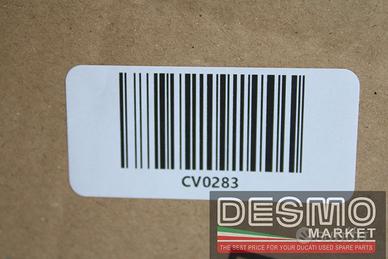 CV0283
DESMO
MARKET
THE BEST PRICE FOR YOUR DUCATI USED SPARE PARTS